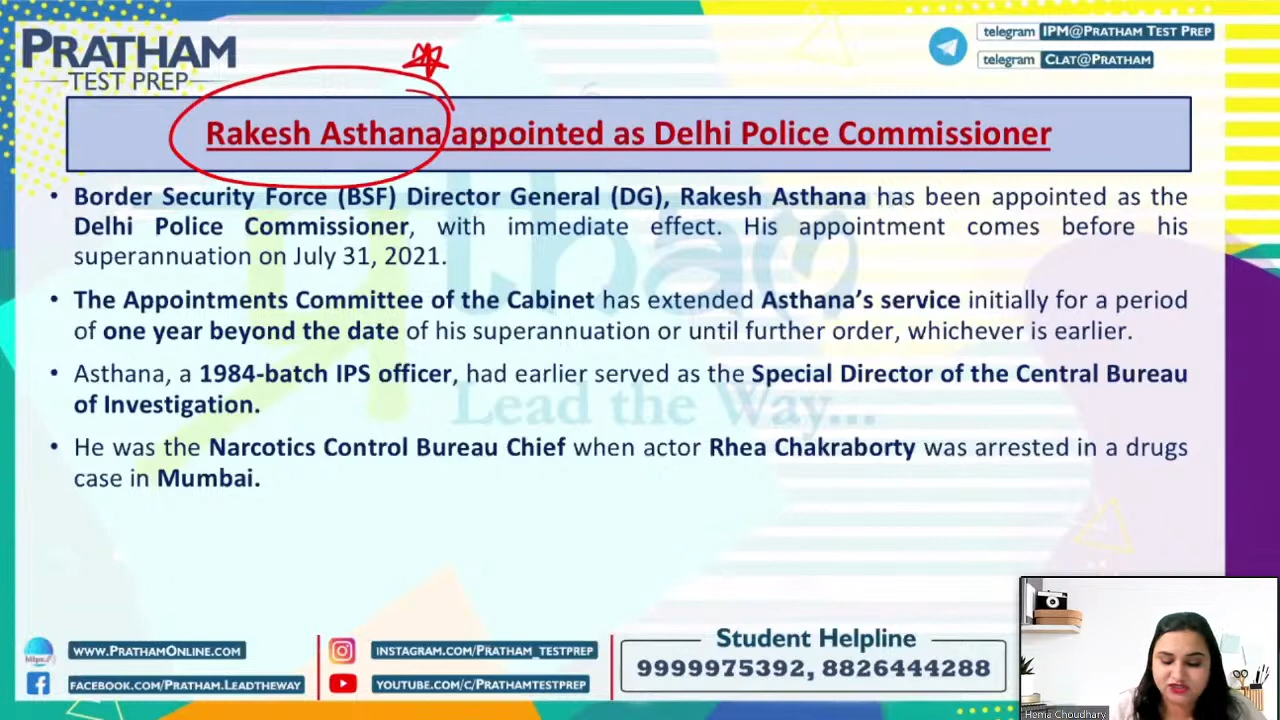 PRATHAM
TEST PREP
telegram IPM@PRATHAM TEST PREP
telegram CLAT@PRATHAM
Rakesh Asthana appointed as Delhi Police Commissioner
• Border Security Force (BSF) Director General (DG), Rakesh Asthana has been appointed as the
Delhi Police Commissioner, with immediate effect. His appointment comes before his
superannuation on July 31, 2021.
• The Appointments Committee of the Cabinet has extended Asthana’s service initially for a period
of one year beyond the date of his superannuation or until further order, whichever is earlier.
• Asthana, a 1984-batch IPS officer, had earlier served as the Special Director of the Central Bureau
of Investigation.
Lead the Way...
• He was the Narcotics Control Bureau Chief when actor Rhea Chakraborty was arrested in a drugs
case in Mumbai.
https://
WWW.PRATHAMONLINE.COM
FACEBOOK.COM/PRATHAM.LEADTHEWAY
INSTAGRAM.COM/PRATHAM_TESTPREP
YOUTUBE.COM/C/PRATHAMTESTPREP
Student Helpline
9999975392, 8826444288
Hema Choudhary